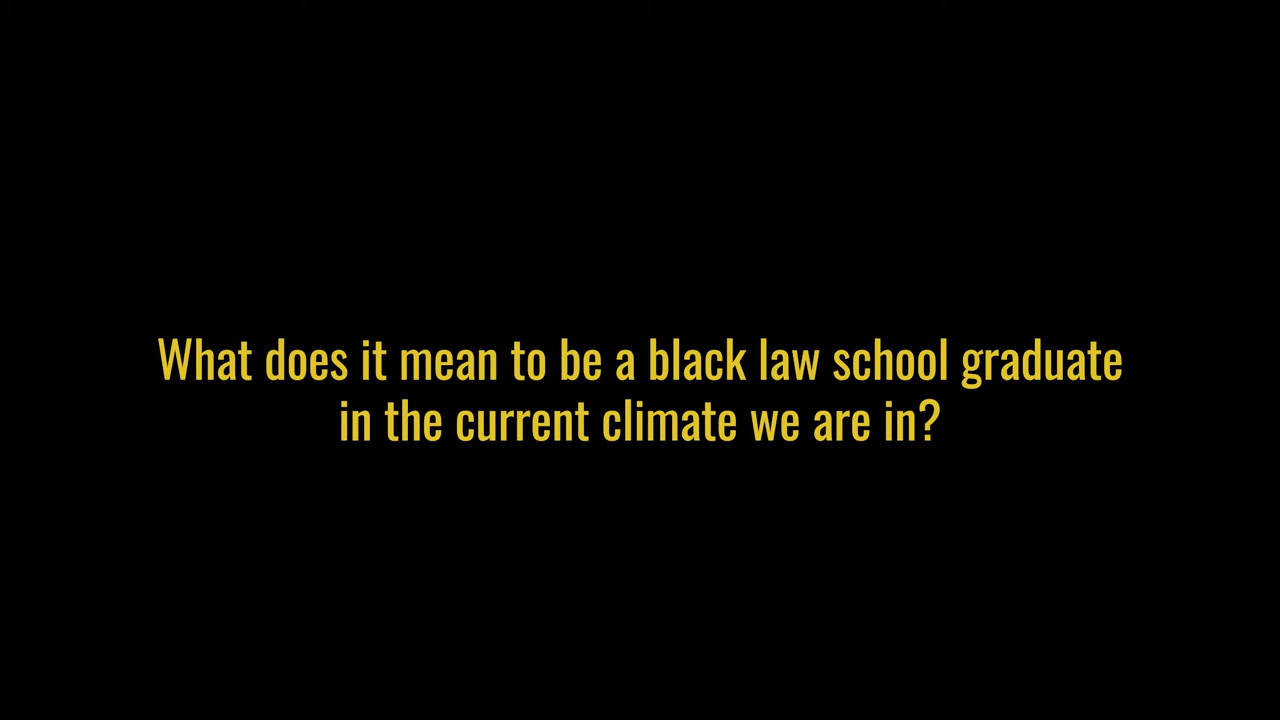 What does it mean to be a black law school graduate
in the current climate we are in?